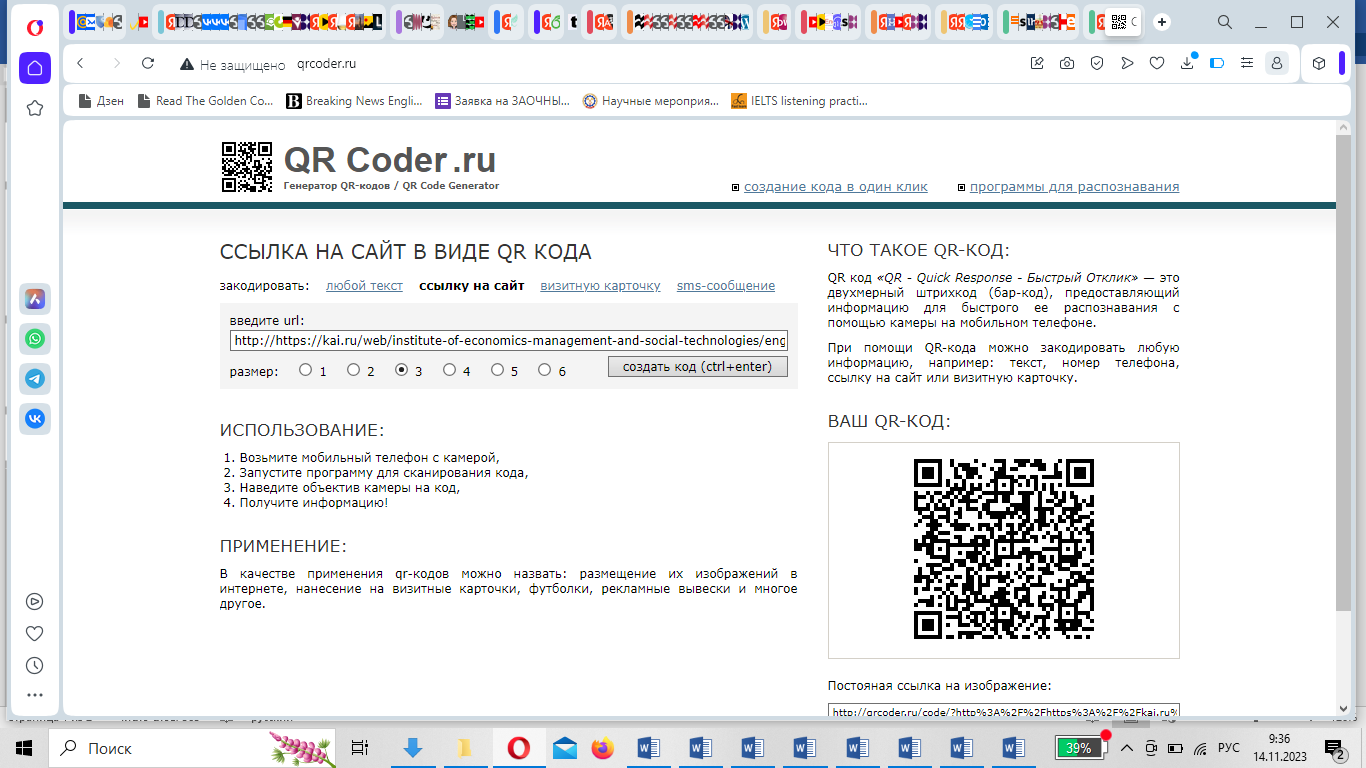 Не защищено qrcoder.ru
Дзен
Read The Golden Co...
Breaking News Engli...
Заявка на ЗАОЧНЫ...
Научные мероприя...
IELTS listening practi...
QR Coder.ru
Генератор QR-кодов / QR Code Generator
создание кода в один клик
программы для распознавания
ССЫЛКА НА САЙТ В ВИДЕ QR КОДА
закодировать: любой текст ссылку на сайт визитную карточку sms-сообщение
введите url:
http://https://kai.ru/web/institute-of-economics-management-and-social-technologies/eng
размер: 1 2 3 4 5 6
создать код (ctrl+enter)
ИСПОЛЬЗОВАНИЕ:
1. Возьмите мобильный телефон с камерой,
2. Запустите программу для сканирования кода,
3. Наведите объектив камеры на код,
4. Получите информацию!
ПРИМЕНЕНИЕ:
В качестве применения qr-кодов можно назвать: размещение их изображений в
интернете, нанесение на визитные карточки, футболки, рекламные вывески и многое
другое.
ЧТО ТАКОЕ QR-КОД:
QR код «QR - Quick Response - Быстрый Отклик» — это
двухмерный штрихкод (бар-код), предоставляющий
информацию для быстрого ее распознавания с
помощью камеры на мобильном телефоне.
При помощи QR-кода можно закодировать любую
информацию, например: текст, номер телефона,
ссылку на сайт или визитную карточку.
ВАШ QR-КОД:
Постояная ссылка на изображение:
http://qrcoder.ru/code/?http%3A%2F%2Fhttps%3A%2F%2Fkai.ru%
Поиск
39%
РУС
9:36
14.11.2023
2